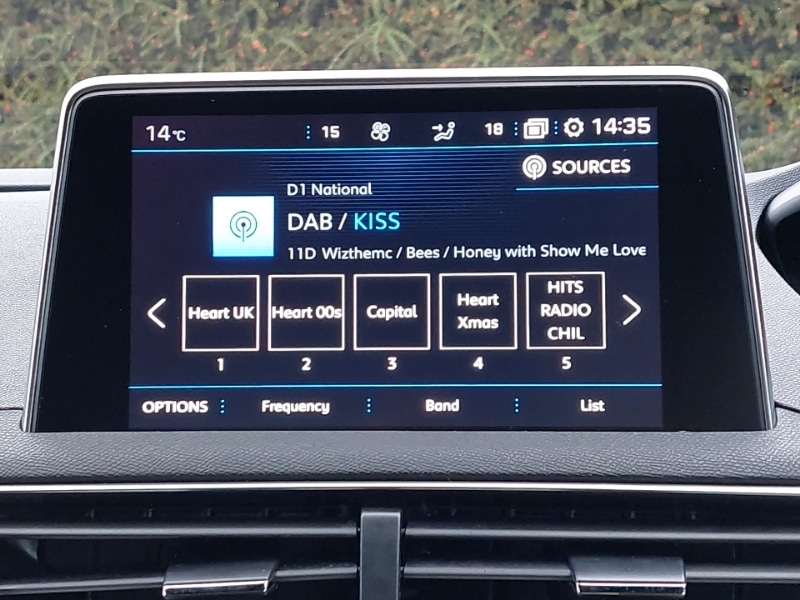 14°C 15 18 14:35
SOURCES
D1 National
DAB / KISS
11D Wizthemc / Bees / Honey with Show Me Love
Heart UK Heart 00s Capital Heart Xmas HITS RADIO CHIL
1 2 3 4 5
OPTIONS Frequency Band List